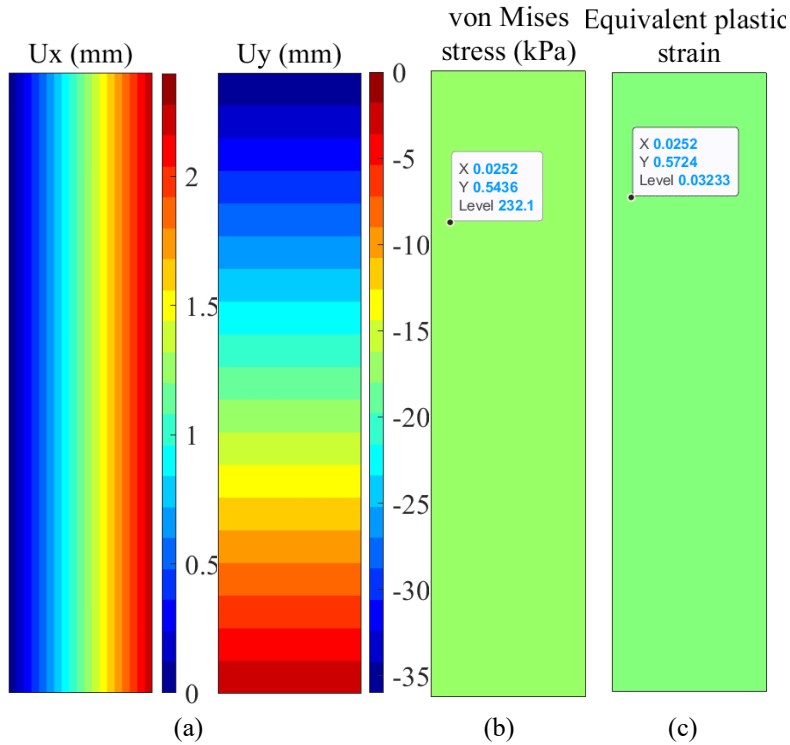 Ux (mm)
2
1.5
1
0.5
0
Uy (mm)
0
-5
-10
-15
-20
-25
-30
-35
(a)
von Mises
stress (kPa)
X 0.0252
Y 0.5436
Level 232.1
(b)
Equivalent plastic
strain
X 0.0252
Y 0.5724
Level 0.03233
(c)